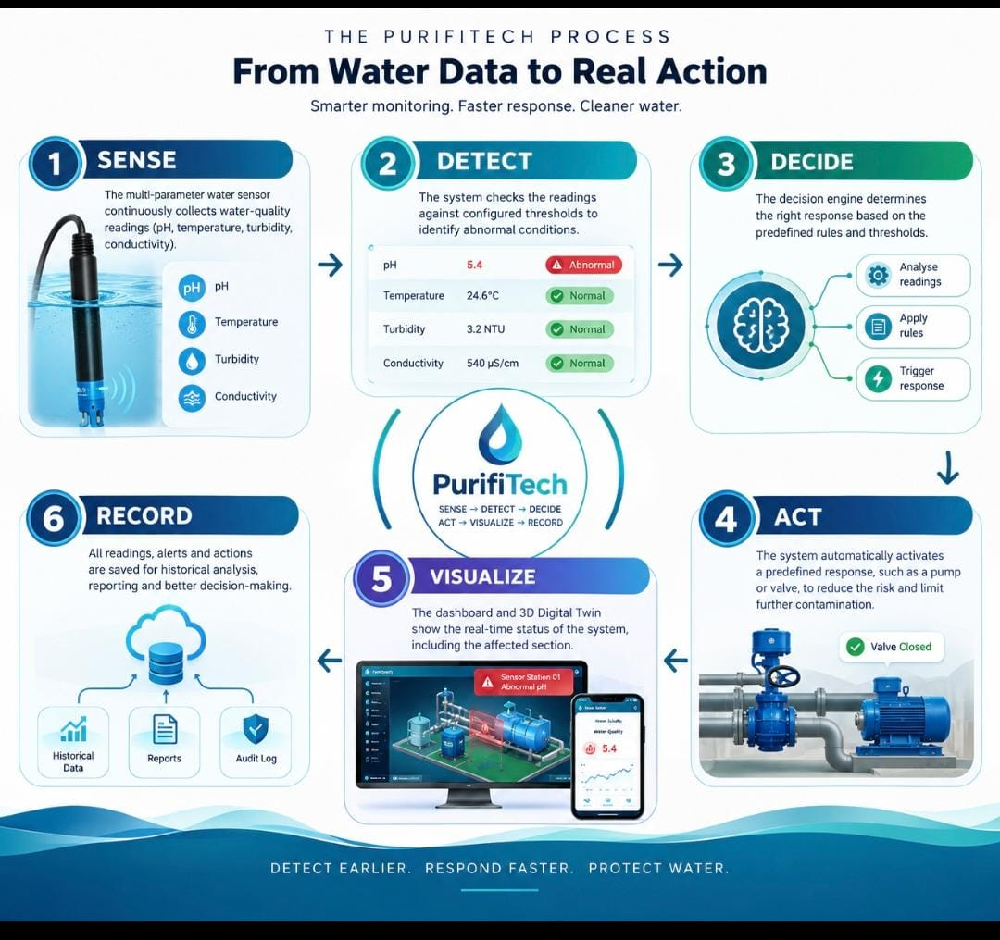 THE PURIFITECH PROCESS
From Water Data to Real Action
Smarter monitoring. Faster response. Cleaner water.
1 SENSE
The multi-parameter water sensor
continuously collects water-quality
readings (pH, temperature, turbidity,
conductivity).
pH pH
Temperature
Turbidity
Conductivity
2 DETECT
The system checks the readings
against configured thresholds to
identify abnormal conditions.
pH 5.4 Abnormal
Temperature 24.6°C Normal
Turbidity 3.2 NTU Normal
Conductivity 540 µS/cm Normal
3 DECIDE
The decision engine determines
the right response based on the
predefined rules and thresholds.
Analyse
readings
Apply
rules
Trigger
response
PurifiTech
SENSE → DETECT → DECIDE
ACT → VISUALIZE → RECORD
4 ACT
The system automatically activates
a predefined response, such as a pump
or valve, to reduce the risk and limit
further contamination.
Valve Closed
5 VISUALIZE
The dashboard and 3D Digital Twin
show the real-time status of the system,
including the affected section.
Sensor Station 01
Abnormal pH
Water Quality
5.4
6 RECORD
All readings, alerts and actions
are saved for historical analysis,
reporting and better decision-making.
Historical
Data
Reports
Audit Log
DETECT EARLIER. RESPOND FASTER. PROTECT WATER.